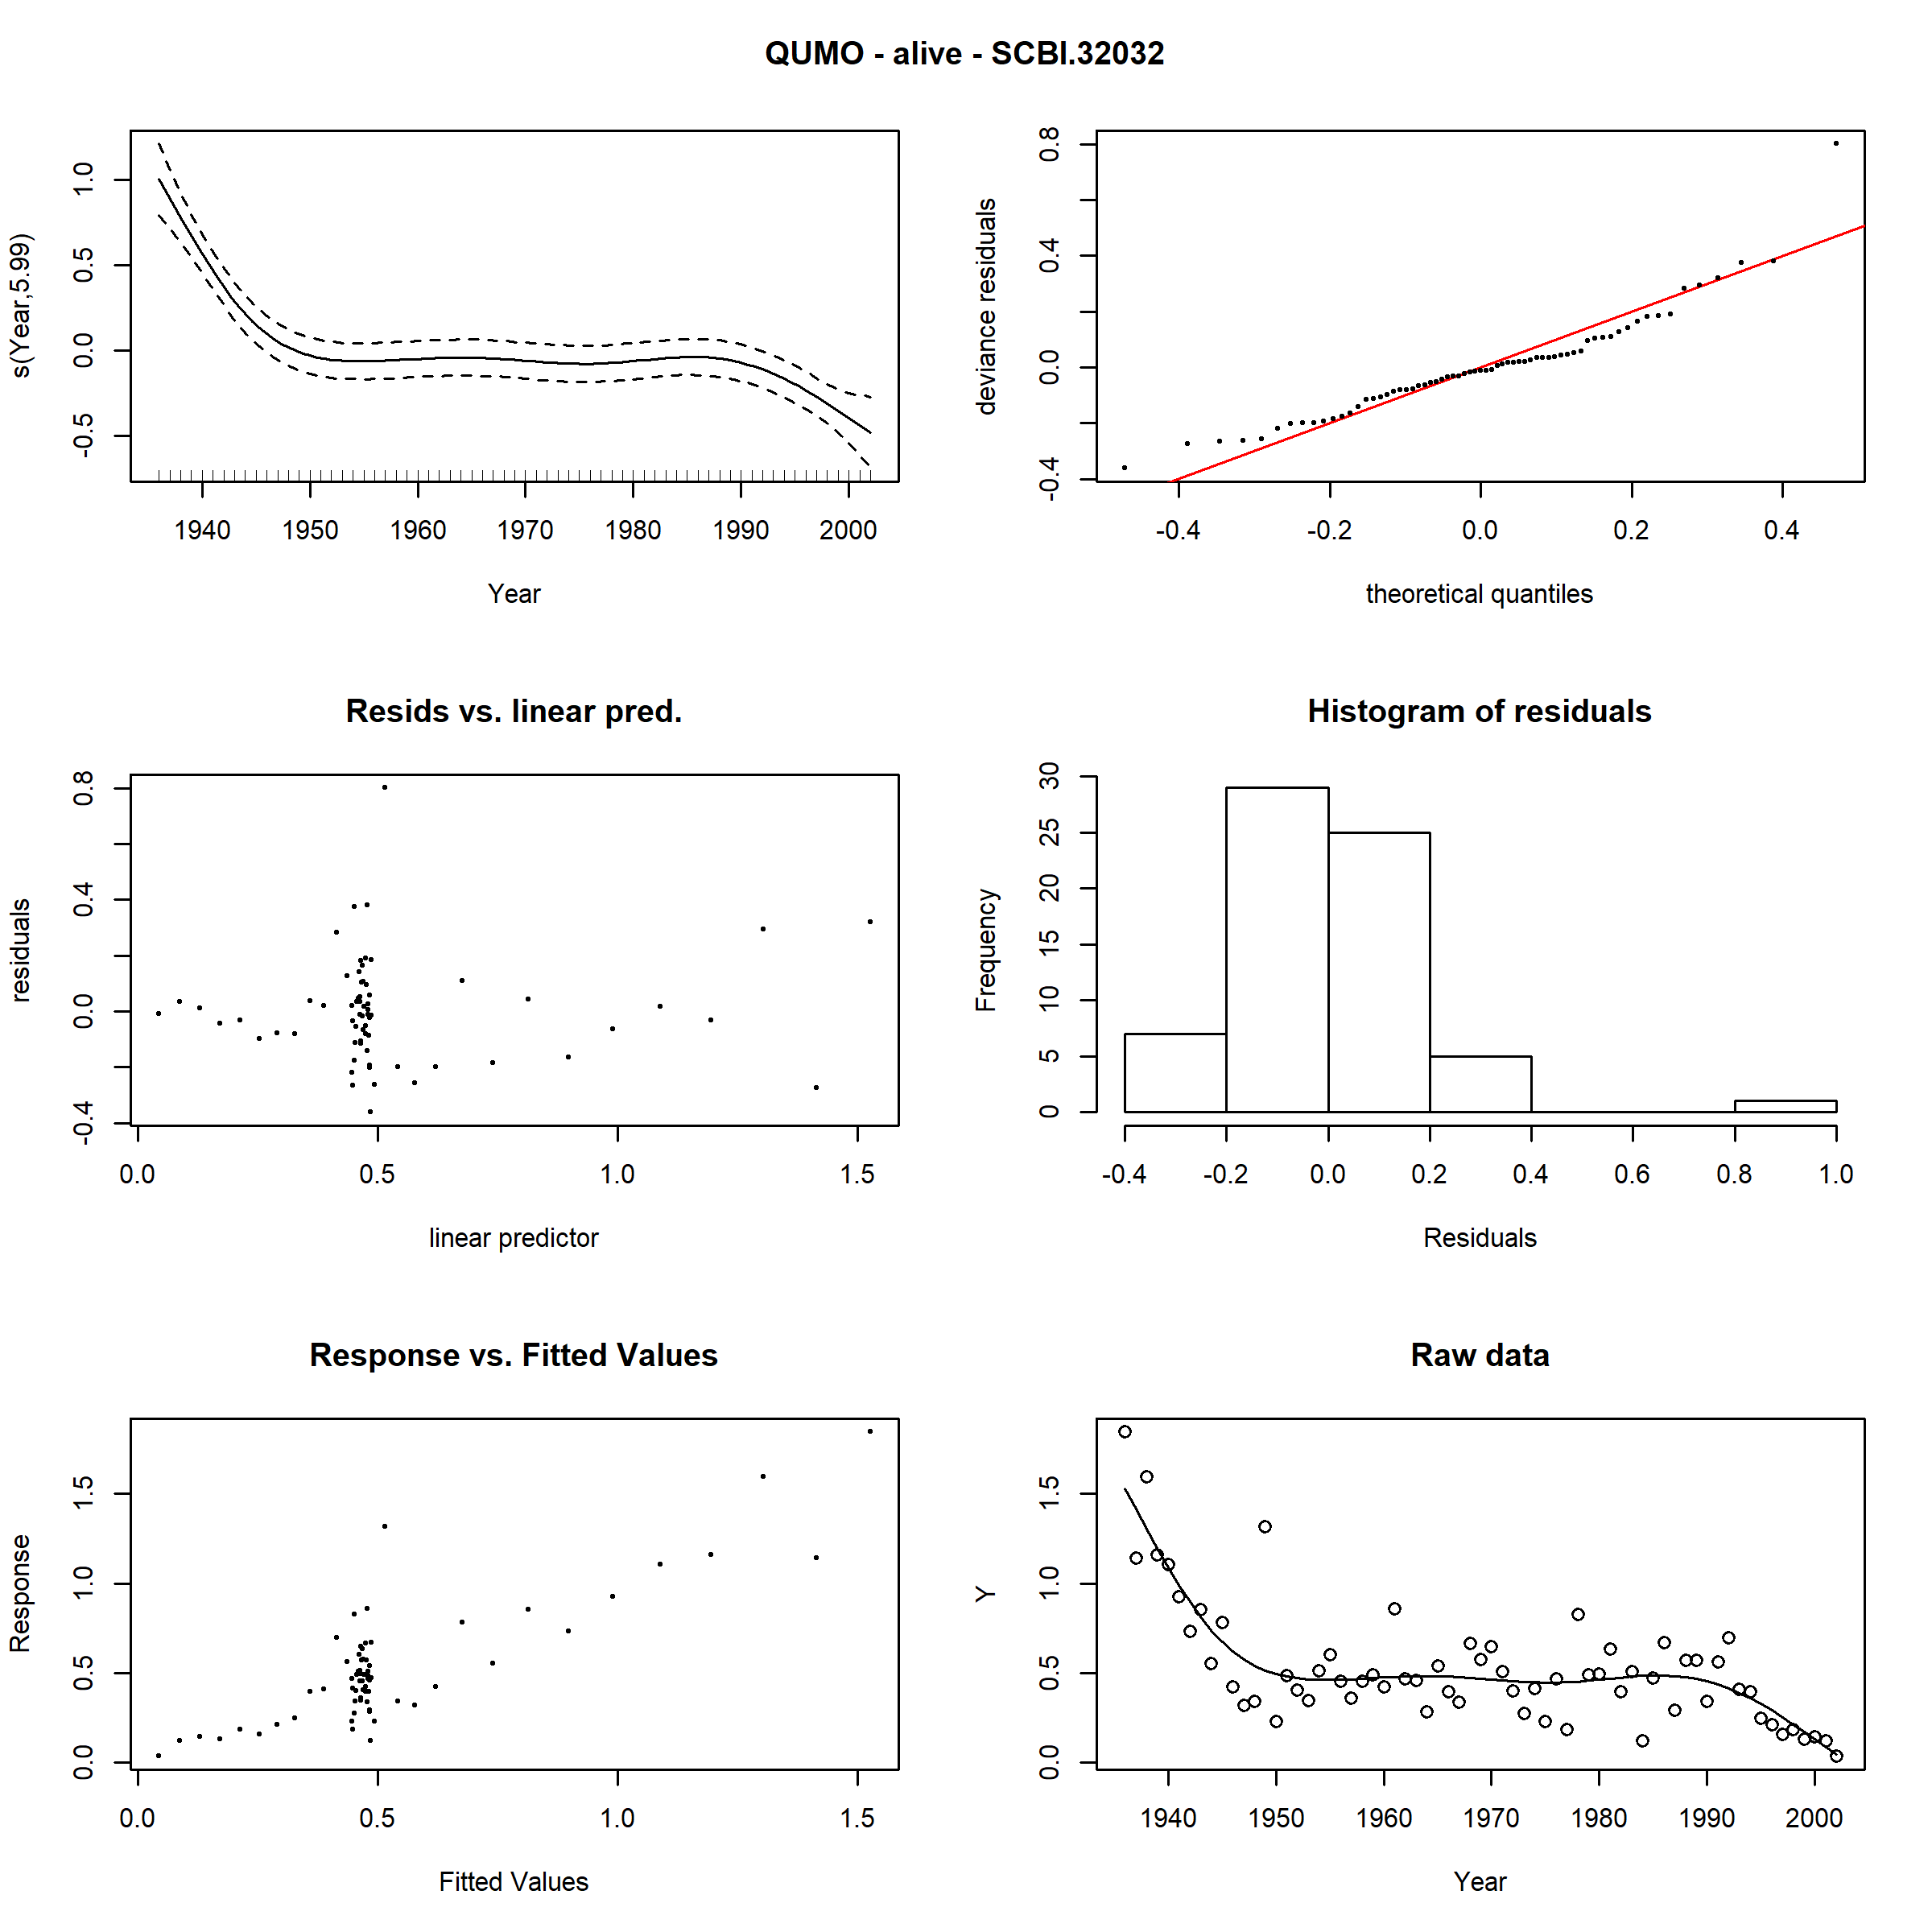 QUMO - alive - SCBI.32032
s(Year,5.99)
1.0
0.5
0.0
-0.5
1940 1950 1960 1970 1980 1990 2000
Year
deviance residuals
0.8
0.4
0.0
-0.4
-0.4 -0.2 0.0 0.2 0.4
theoretical quantiles
Resids vs. linear pred.
residuals
0.8
0.4
0.0
-0.4
0.0 0.5 1.0 1.5
linear predictor
Histogram of residuals
Frequency
30
25
20
15
10
5
0
-0.4 -0.2 0.0 0.2 0.4 0.6 0.8 1.0
Residuals
Response vs. Fitted Values
Response
1.5
1.0
0.5
0.0
0.0 0.5 1.0 1.5
Fitted Values
Raw data
Y
1.5
1.0
0.5
0.0
1940 1950 1960 1970 1980 1990 2000
Year